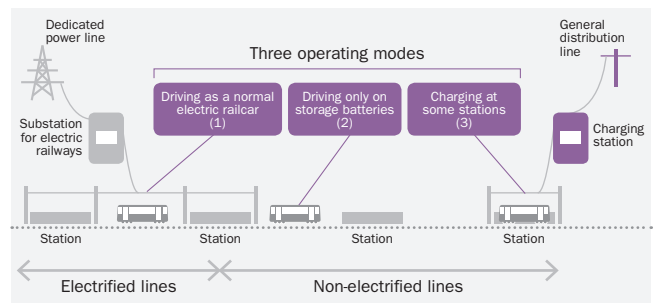 Dedicated
power line
General
distribution
line
Three operating modes
Driving as a normal
electric railcar
(1)
Driving only on
storage batteries
(2)
Charging at
some stations
(3)
Substation
for electric
railways
Charging
station
Station
Station
Station
Station
Electrified lines
Non-electrified lines